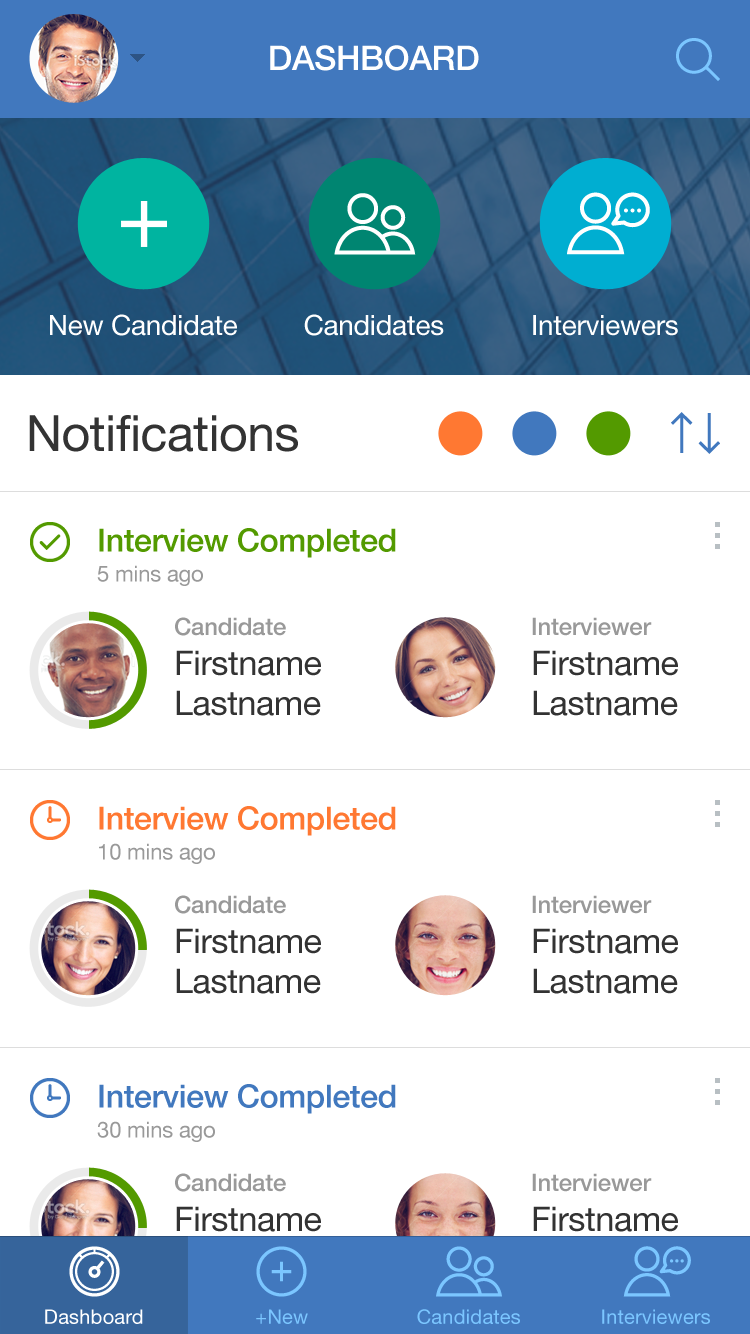 DASHBOARD
New Candidate
Candidates
Interviewers
Notifications
Interview Completed
5 mins ago
Candidate
Firstname
Lastname
Interviewer
Firstname
Lastname
Interview Completed
10 mins ago
Candidate
Firstname
Lastname
Interviewer
Firstname
Lastname
Interview Completed
30 mins ago
Candidate
Firstname
Interviewer
Firstname
Dashboard
+New
Candidates
Interviewers